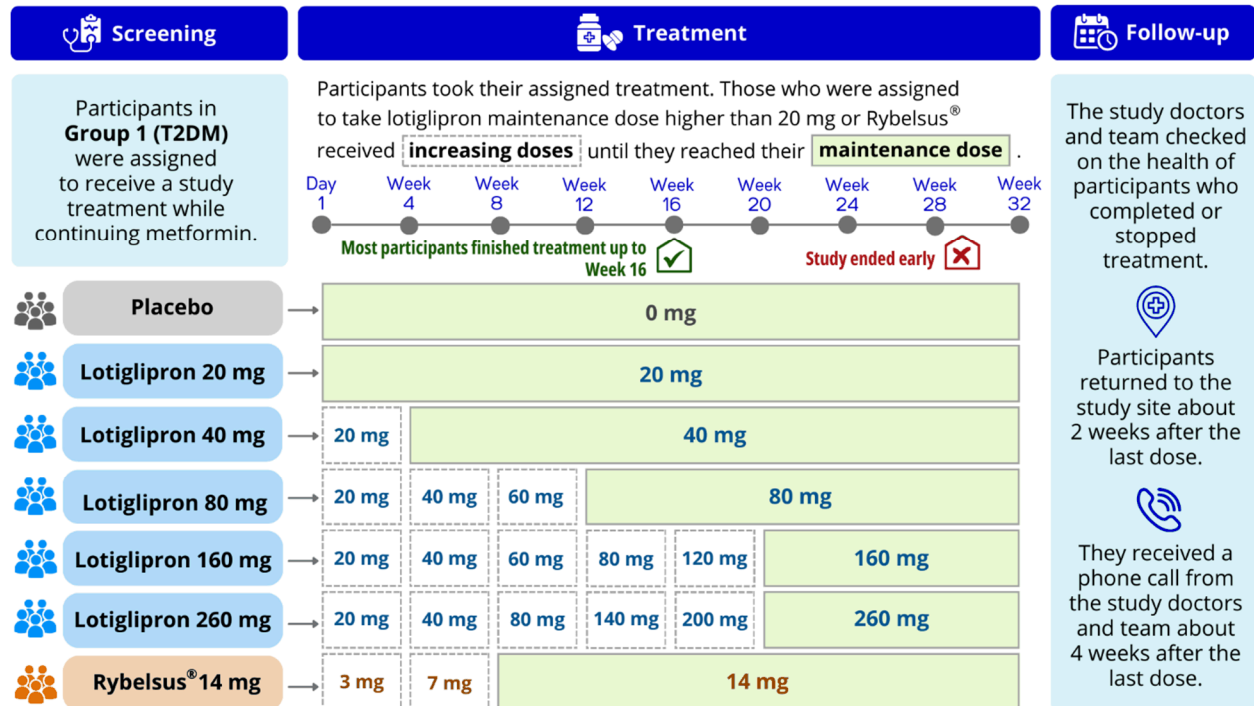 Screening
Treatment
Follow-up
Participants in
Group 1 (T2DM)
were assigned
to receive a study
treatment while
continuing metformin.
Participants took their assigned treatment. Those who were assigned
to take lotiglipron maintenance dose higher than 20 mg or Rybelsus®
received increasing doses until they reached their maintenance dose .
Day Week Week Week Week Week Week Week Week
1 4 8 12 16 20 24 28 32
Most participants finished treatment up to
Week 16
Study ended early
Placebo
0 mg
Lotiglipron 20 mg
20 mg
Lotiglipron 40 mg
20 mg 40 mg
Lotiglipron 80 mg
20 mg 40 mg 60 mg 80 mg
Lotiglipron 160 mg
20 mg 40 mg 60 mg 80 mg 120 mg 160 mg
Lotiglipron 260 mg
20 mg 40 mg 80 mg 140 mg 200 mg 260 mg
Rybelsus® 14 mg
3 mg 7 mg 14 mg
The study doctors
and team checked
on the health of
participants who
completed or
stopped
treatment.
Participants
returned to the
study site about
2 weeks after the
last dose.
They received a
phone call from
the study doctors
and team about
4 weeks after the
last dose.